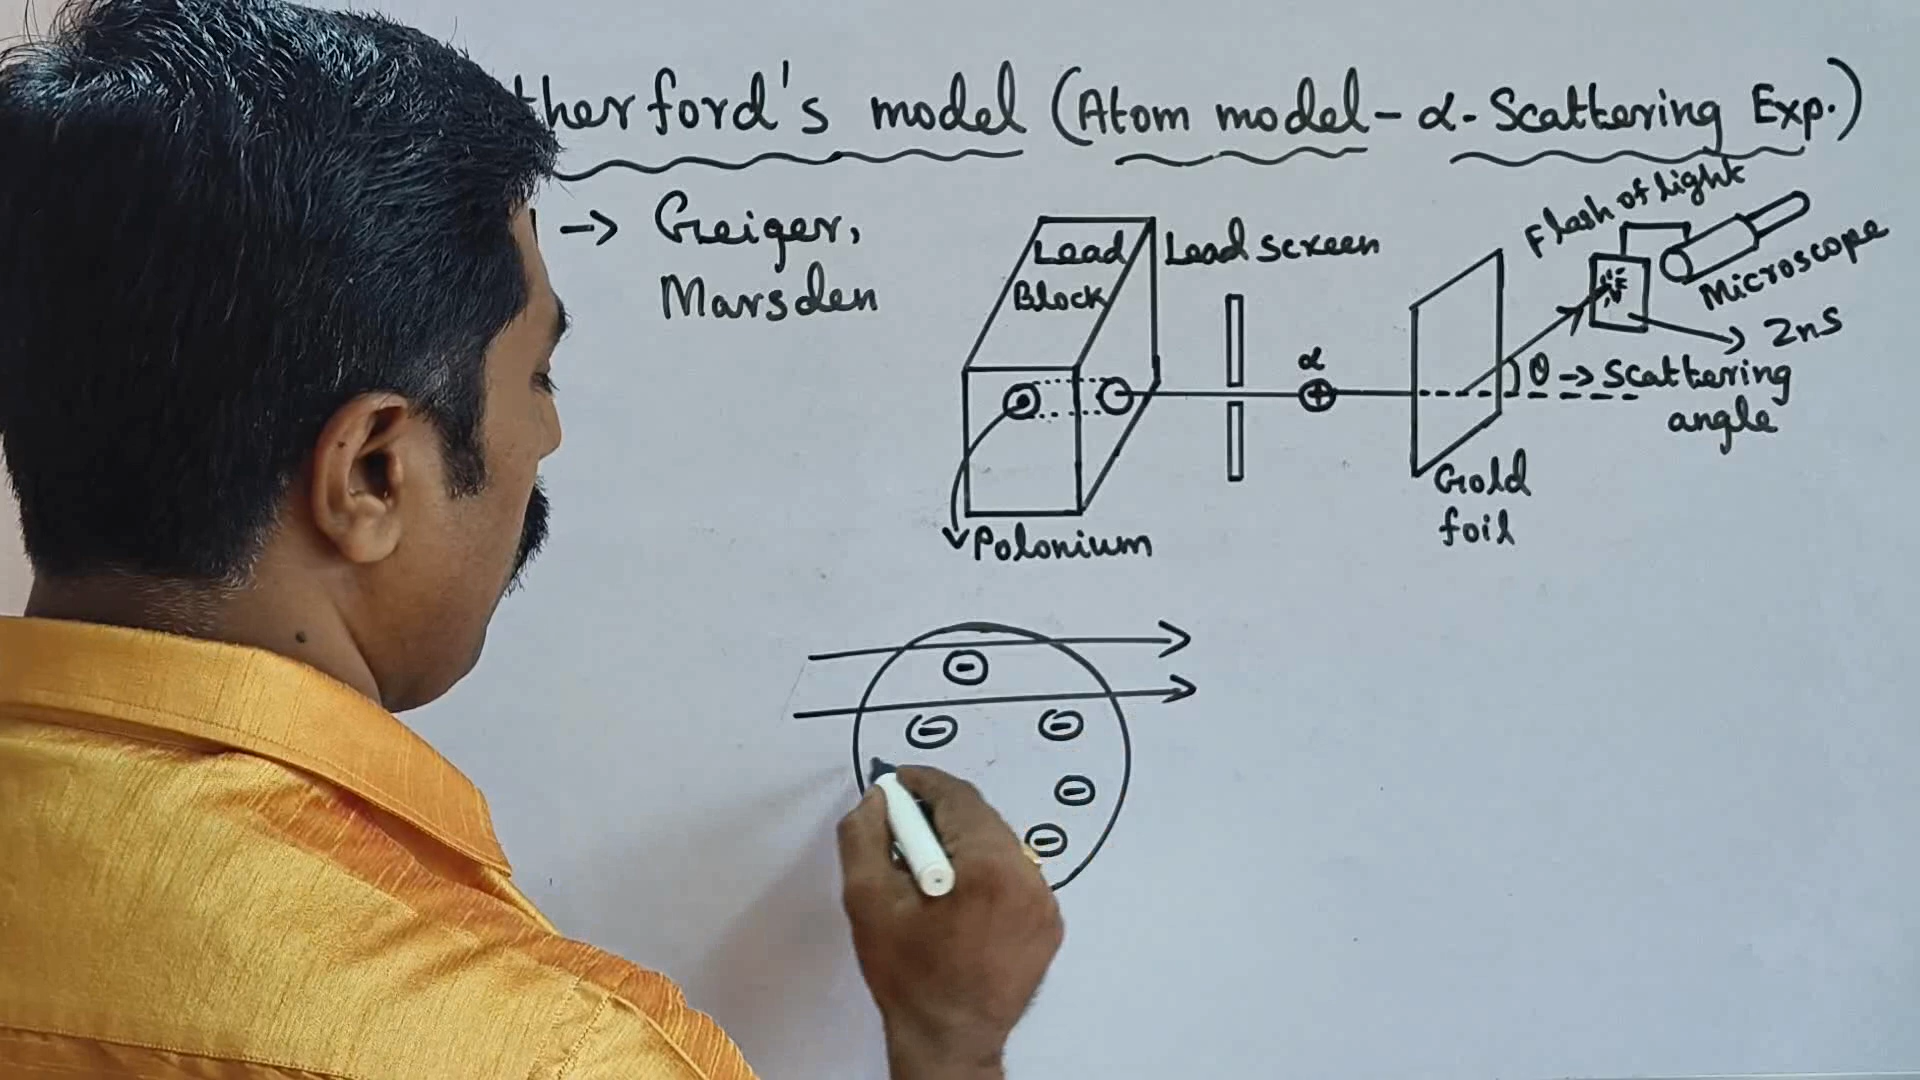 therford's model (Atom model - α - Scattering Exp.)
→ Geiger,
Marsden
Lead
Block
Lead screen
Flash of light
Microscope
α
+
ZnS
θ → Scattering
angle
Gold
foil
Polonium
-
- -
-
-